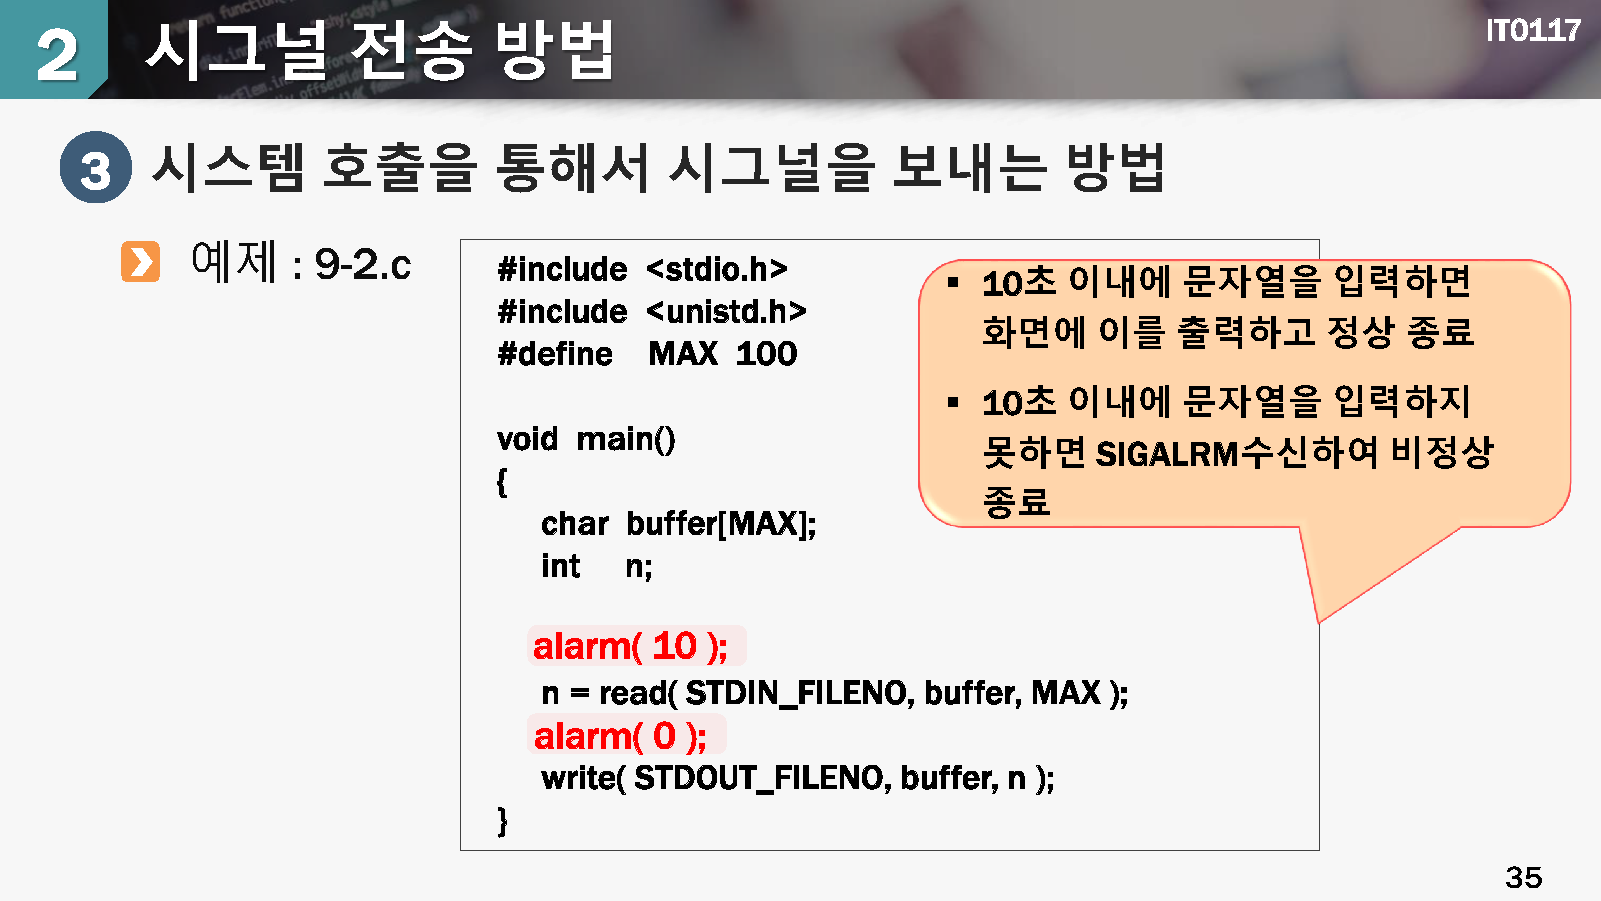 2 시그널 전송 방법
IT0117
3 시스템 호출을 통해서 시그널을 보내는 방법
예제 : 9-2.c
#include <stdio.h>
#include <unistd.h>
#define MAX 100
void main()
{
char buffer[MAX];
int n;
alarm( 10 );
n = read( STDIN_FILENO, buffer, MAX );
alarm( 0 );
write( STDOUT_FILENO, buffer, n );
}
▪ 10초 이내에 문자열을 입력하면
화면에 이를 출력하고 정상 종료
▪ 10초 이내에 문자열을 입력하지
못하면 SIGALRM수신하여 비정상
종료
35